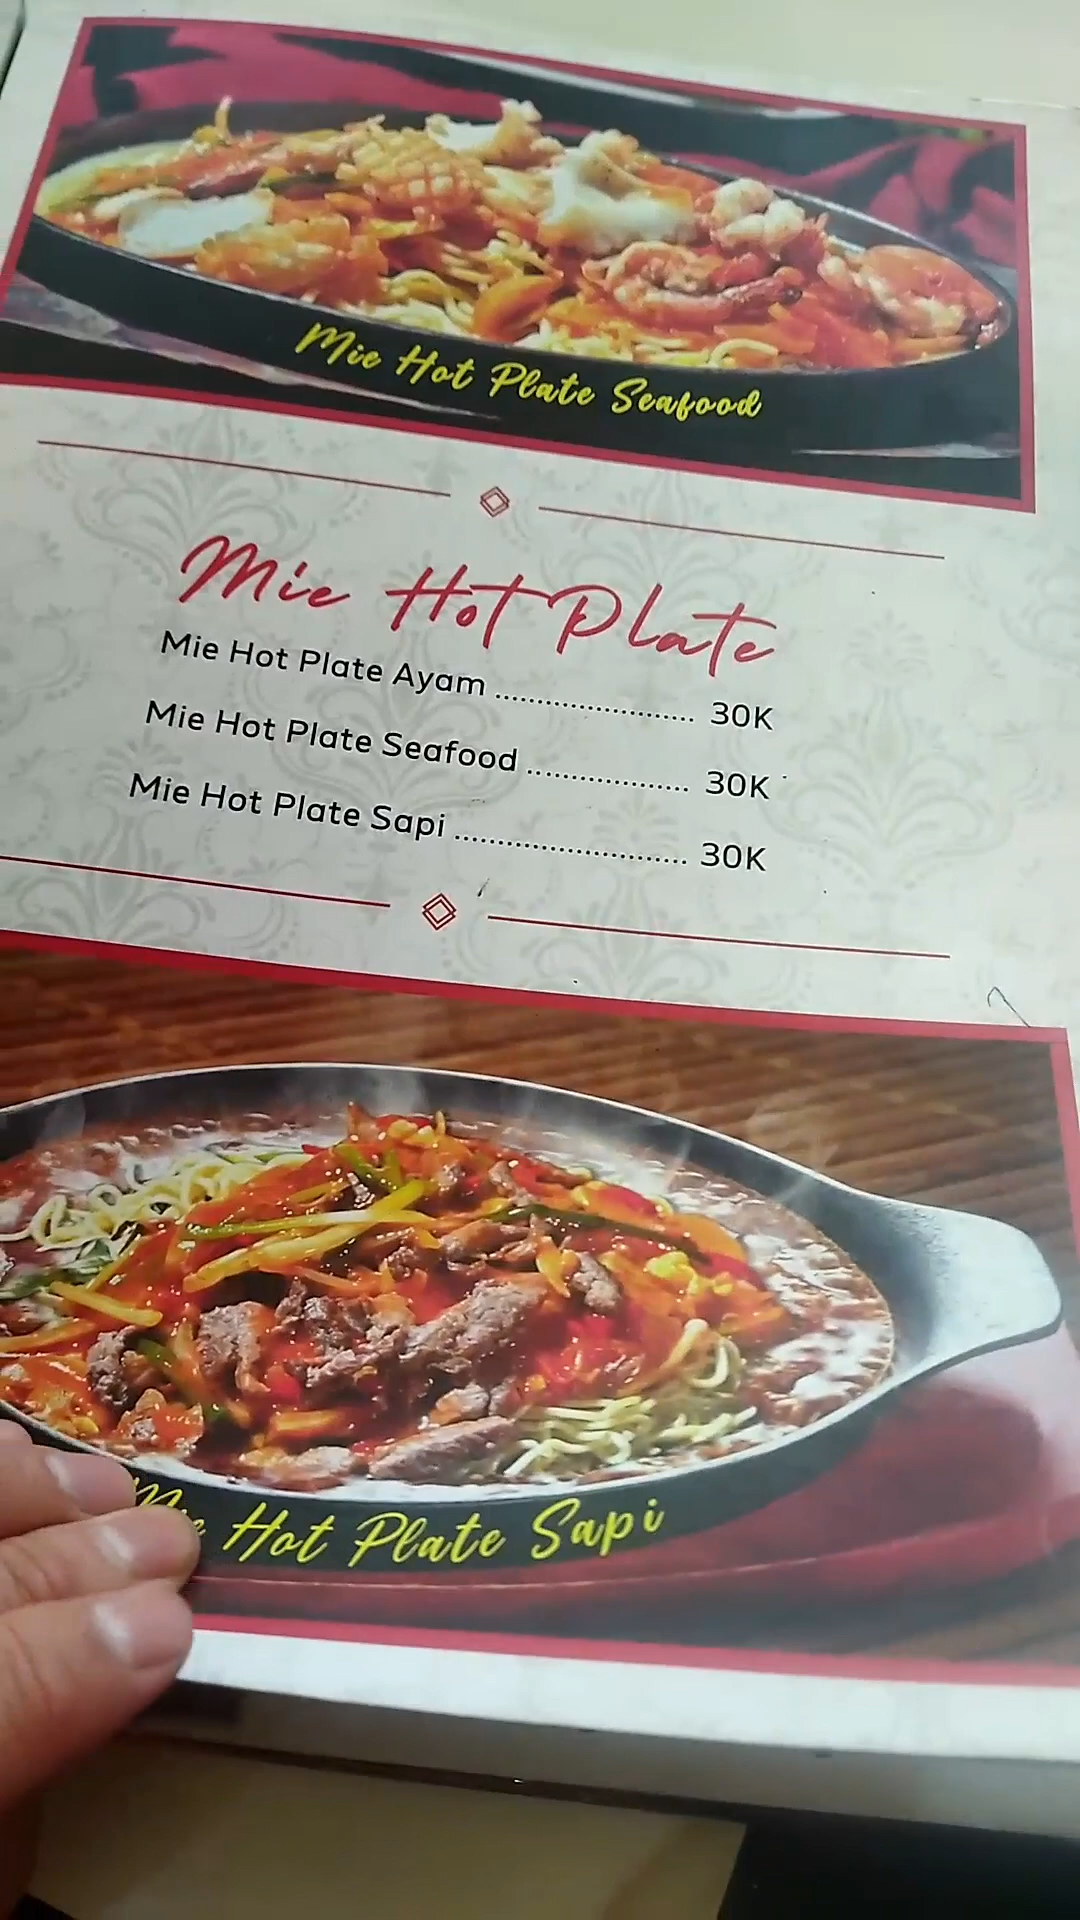 Mie Hot Plate Seafood
Mie Hot Plate
Mie Hot Plate Ayam ........................ 30K
Mie Hot Plate Seafood .................... 30K
Mie Hot Plate Sapi ............................ 30K
Mie Hot Plate Sapi